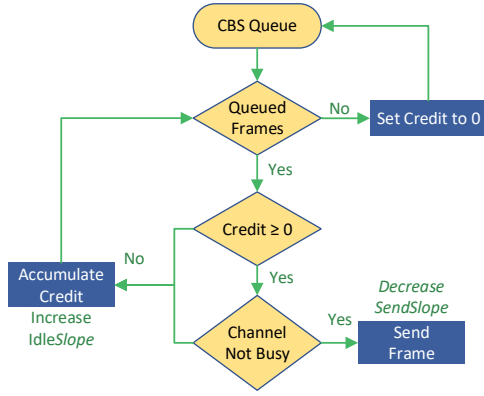 CBS Queue
Queued
Frames
No
Set Credit to 0
Yes
Credit ≥ 0
No
Yes
Accumulate
Credit
Increase
IdleSlope
Channel
Not Busy
Yes
Decrease
SendSlope
Send
Frame